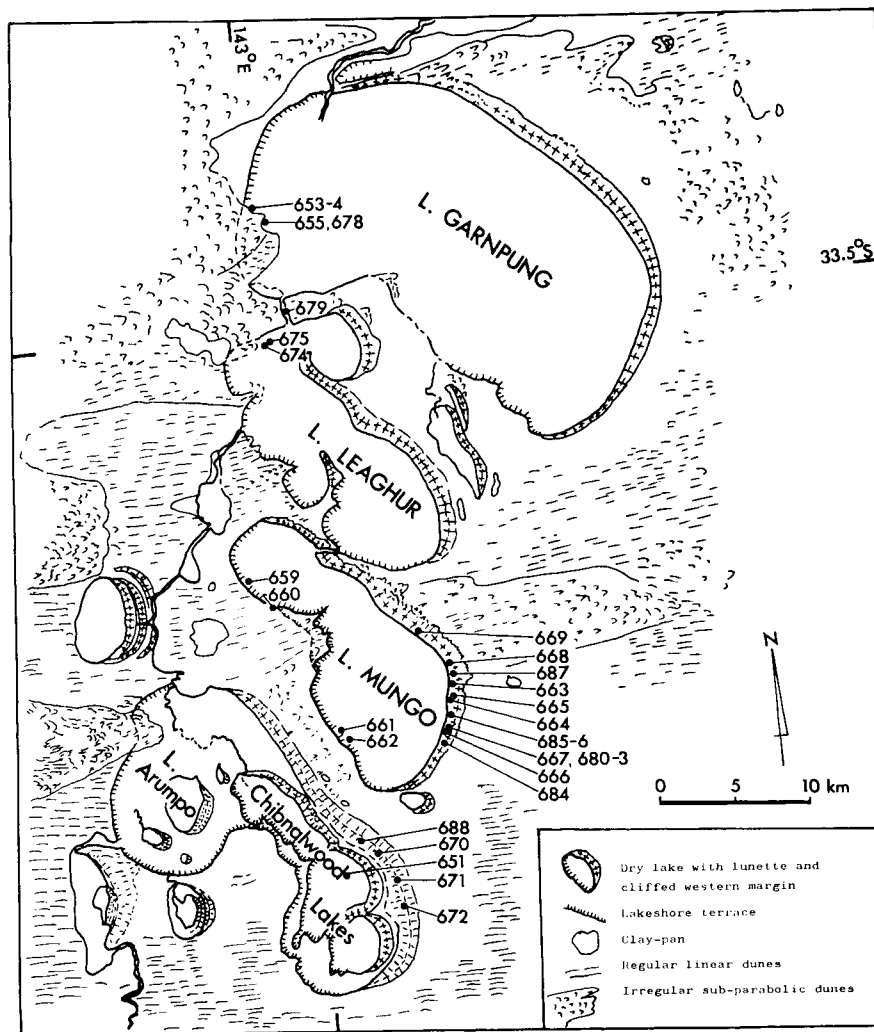 143°E
L. GARNPUNG
653-4
655,678
33.5°S
679
675
674
L. LEAGHUR
659
660
669
668
687
663
665
664
685-6
667, 680-3
666
684
L. MUNGO
661
662
N
0 5 10 km
L. Arumpo
Chibnalwood Lakes
688
670
651
671
672
Dry lake with lunette and
cliffed western margin
Lakeshore terrace
Clay-pan
Regular linear dunes
Irregular sub-parabolic dunes